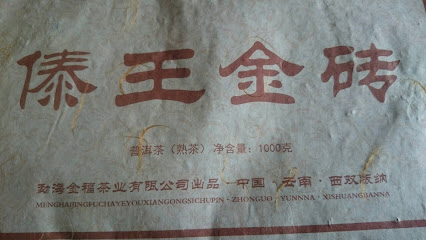 傣王金砖
普洱茶（熟茶）净含量：1000克
勐海金福茶业有限公司出品·中国·云南·西双版纳
MENGHAIJINGFUCHAYEYOUXIANGONGSICHUPIN·ZHONGUO·YUNNNA·XISHUANGBANNA